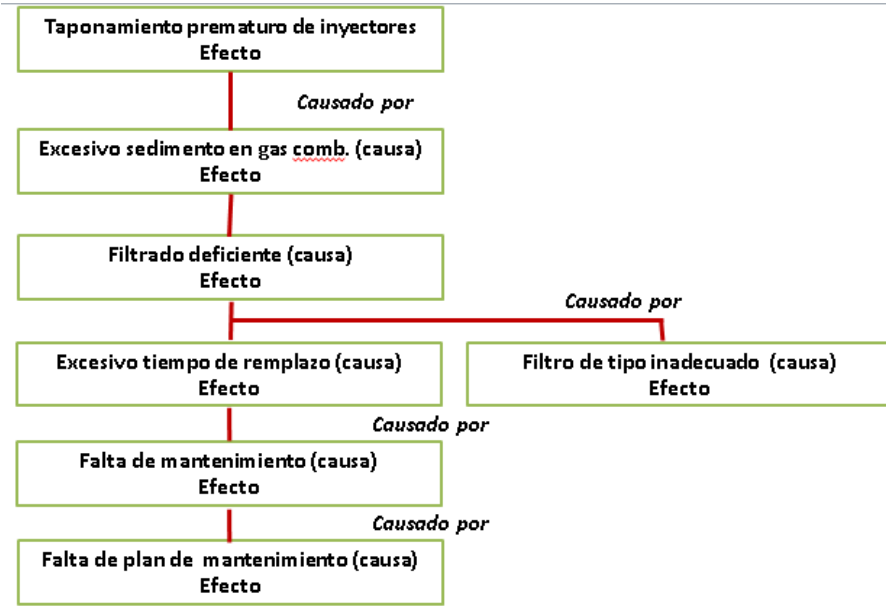 Taponamiento prematuro de inyectores
Efecto
Causado por
Excesivo sedimento en gas comb. (causa)
Efecto
Filtrado deficiente (causa)
Efecto
Causado por
Excesivo tiempo de remplazo (causa)
Efecto
Filtro de tipo inadecuado (causa)
Efecto
Causado por
Falta de mantenimiento (causa)
Efecto
Causado por
Falta de plan de mantenimiento (causa)
Efecto